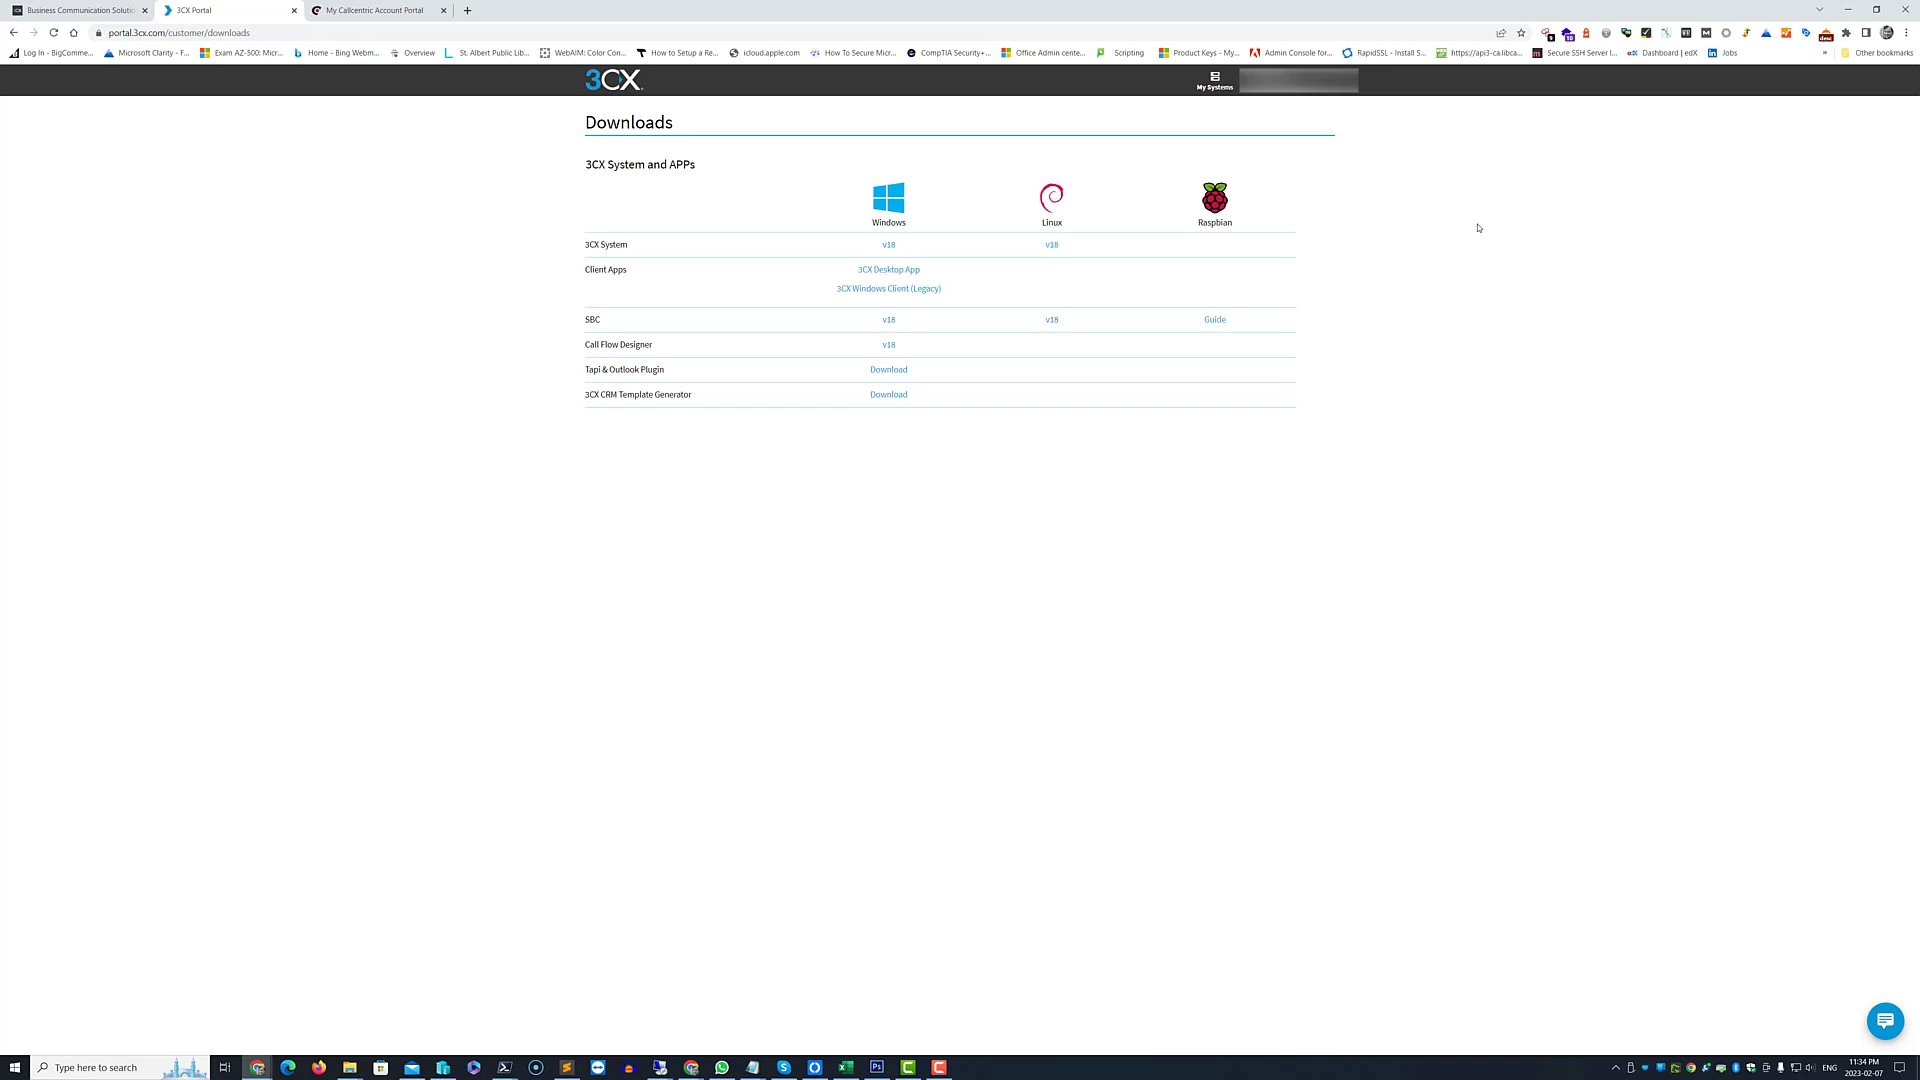 Business Communication Solutio
3CX Portal
My Callcentric Account Portal
portal.3cx.com/customer/downloads
Log In - BigComme...
Microsoft Clarity - F...
Exam AZ-500: Micr...
Home - Bing Webm...
Overview
St. Albert Public Lib...
WebAIM: Color Con...
How to Setup a Re...
icloud.apple.com
How To Secure Micr...
CompTIA Security+...
Office Admin cente...
Scripting
Product Keys - My...
Admin Console for...
RapidSSL - Install S...
https://api3-ca.libca...
Secure SSH Server I...
Dashboard | edX
Jobs
»
Other bookmarks
3CX
My Systems
Downloads
3CX System and APPs
Windows
Linux
Raspbian
3CX System
v18
v18
Client Apps
3CX Desktop App
3CX Windows Client (Legacy)
SBC
v18
v18
Guide
Call Flow Designer
v18
Tapi & Outlook Plugin
Download
3CX CRM Template Generator
Download
Type here to search
ENG
11:34 PM
2023-02-07